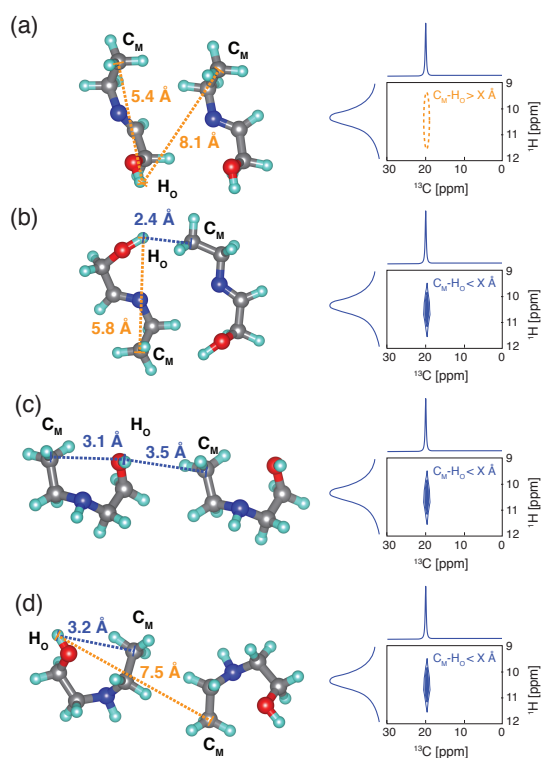 (a)
C_M
C_M
5.4 Å
8.1 Å
H_O
C_M-H_O > X Å
9
10
11
12
¹H [ppm]
¹³C [ppm]
(b)
2.4 Å
C_M
H_O
5.8 Å
C_M
C_M-H_O < X Å
9
10
11
12
¹H [ppm]
30 20 10 0
¹³C [ppm]
(c)
C_M
H_O
3.1 Å
3.5 Å
C_M
C_M-H_O < X Å
9
10
11
12
¹H [ppm]
30 20 10 0
¹³C [ppm]
(d)
3.2 Å
C_M
H_O
7.5 Å
C_M
C_M-H_O < X Å
9
10
11
12
¹H [ppm]
30 20 10 0
¹³C [ppm]